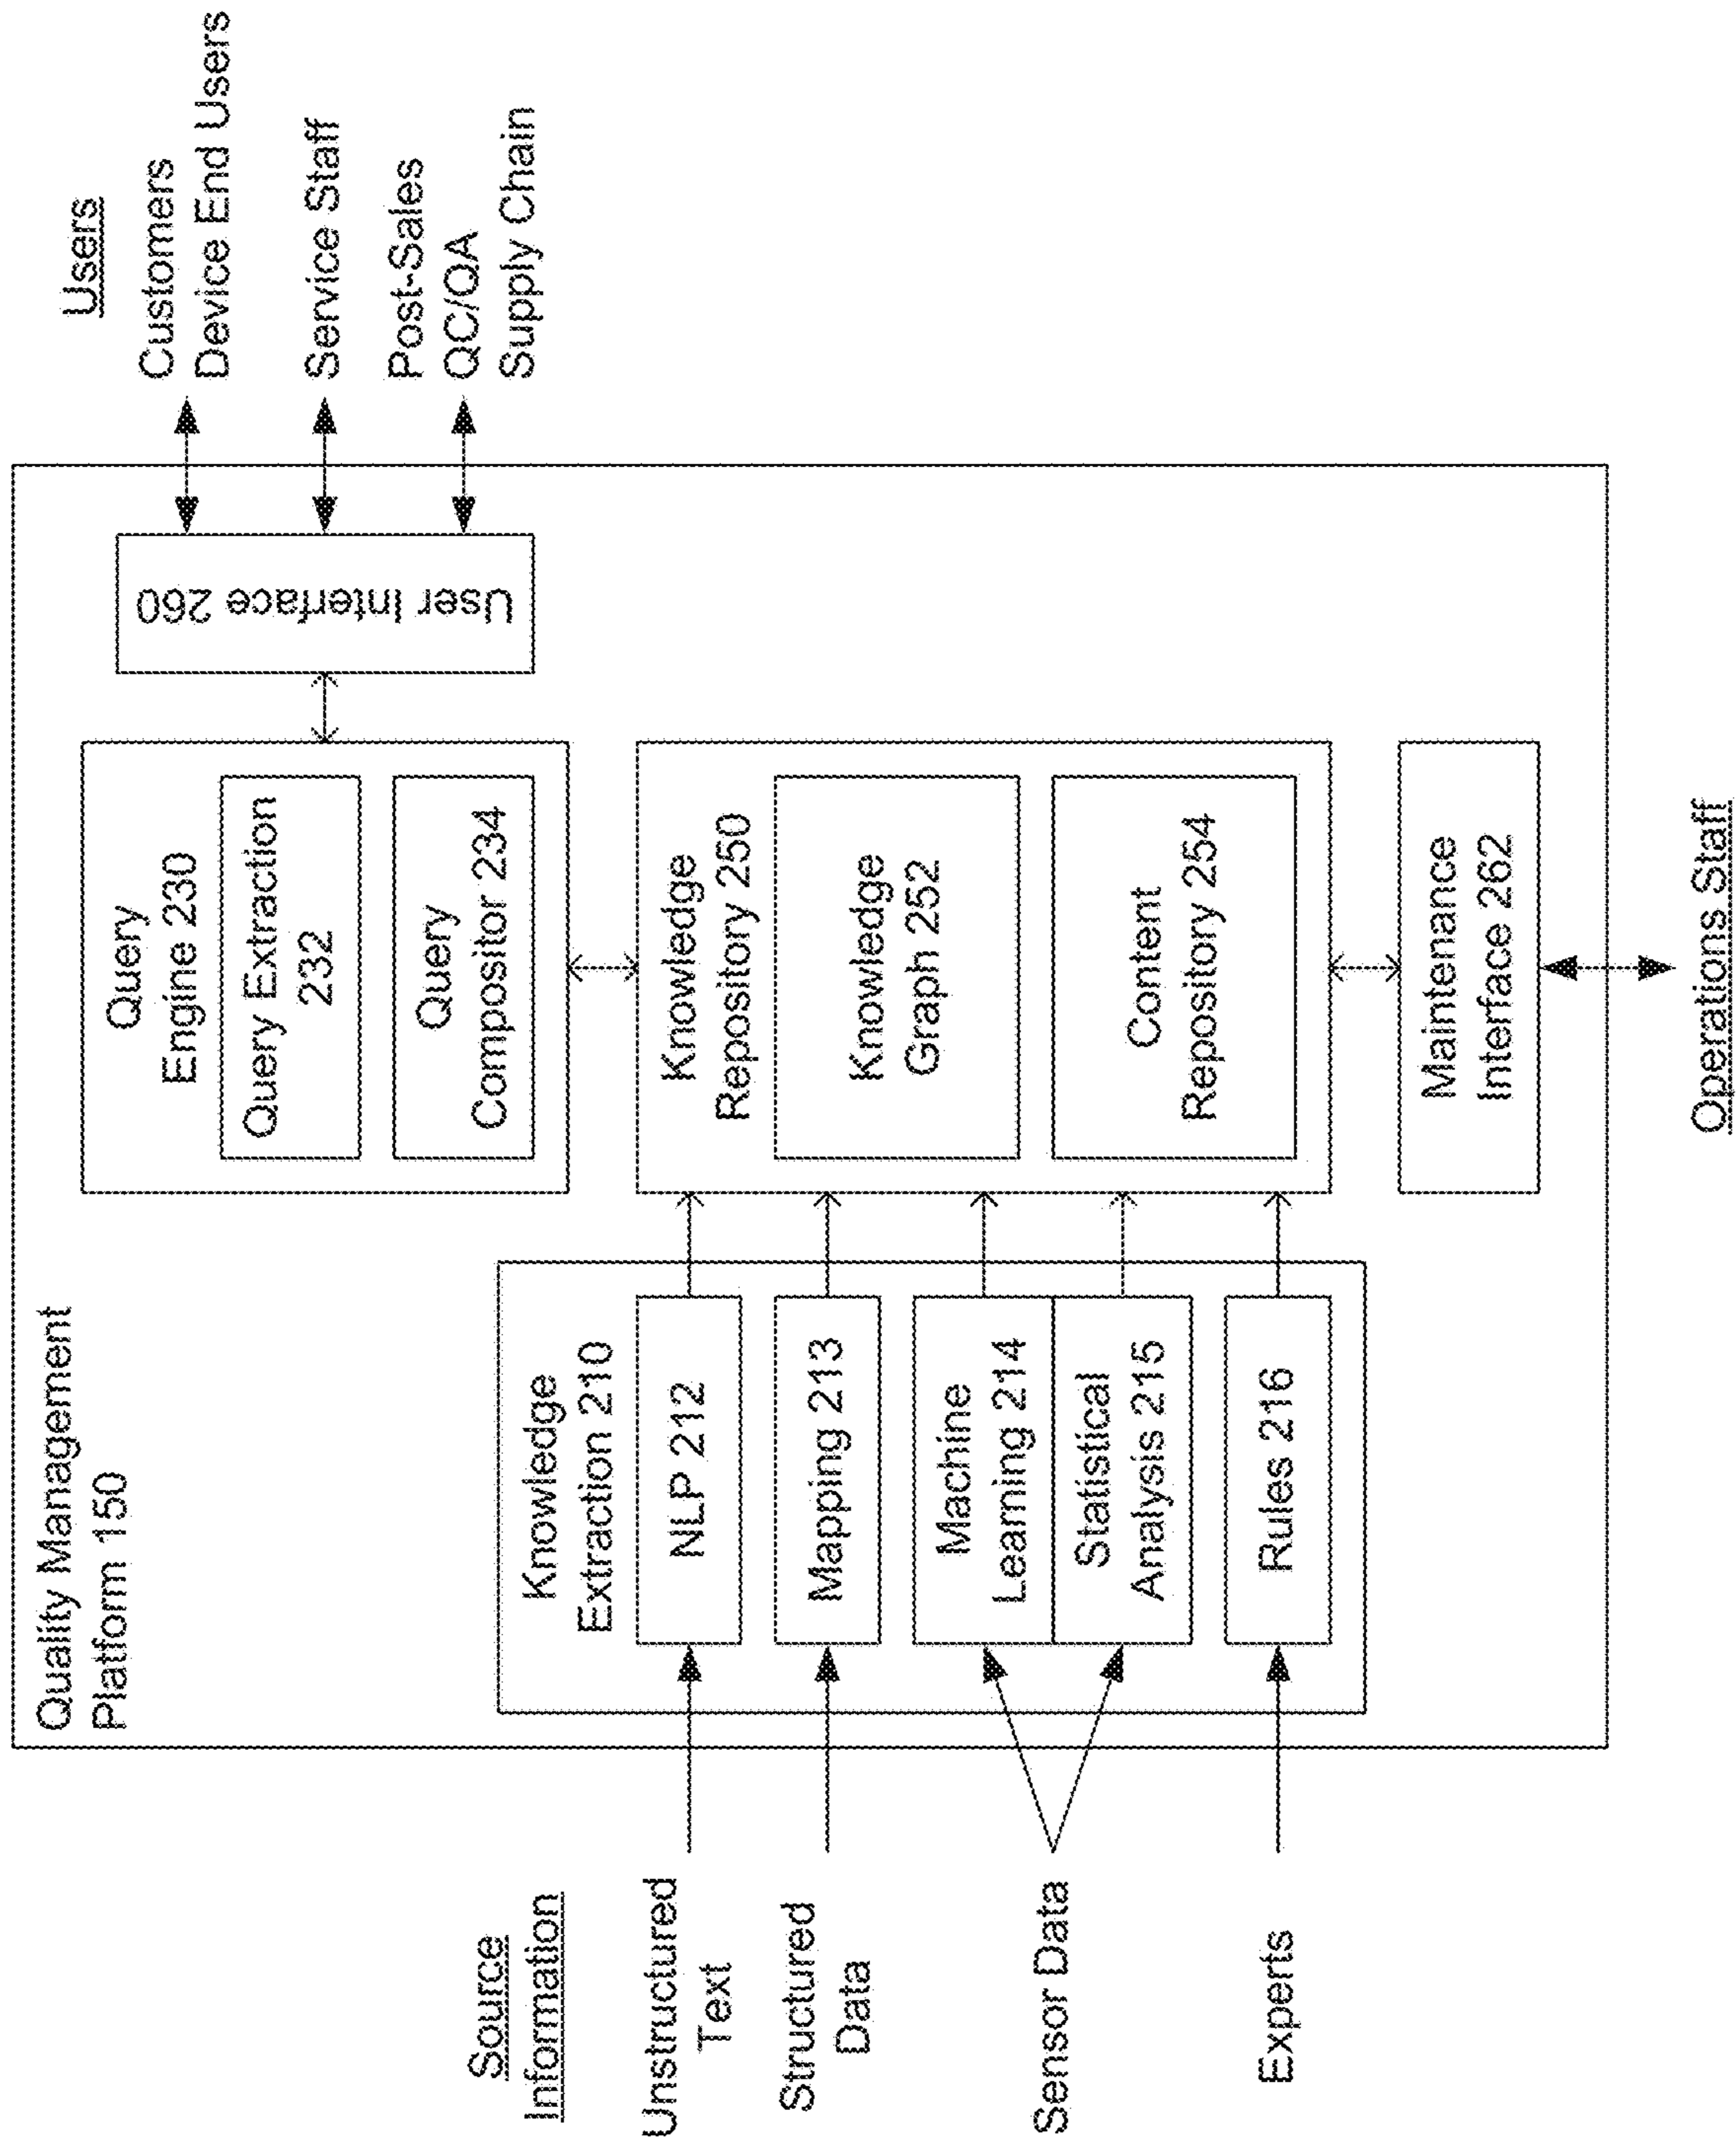 Quality Management
Platform 150
Source
Information
Unstructured
Text
Structured
Data
Sensor Data
Experts
Knowledge
Extraction 210
NLP 212
Mapping 213
Machine
Learning 214
Statistical
Analysis 215
Rules 216
Query
Engine 230
Query Extraction
232
Query
Compositor 234
Knowledge
Repository 250
Knowledge
Graph 252
Content
Repository 254
Maintenance
Interface 262
Operations Staff
User Interface 260
Users
Customers
Device End Users
Service Staff
Post-Sales
QC/QA
Supply Chain